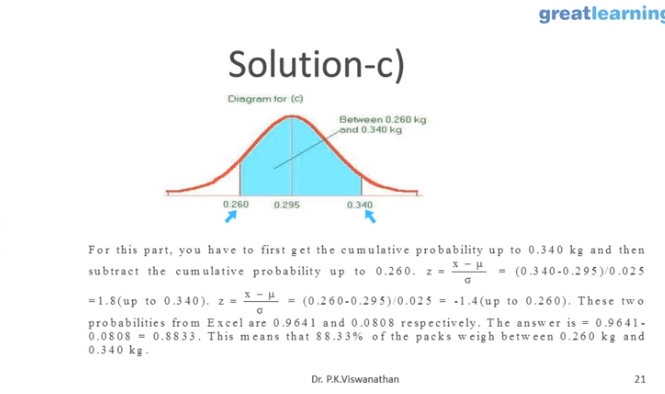 greatlearning
Solution-c)
Diagram for (c)
Between 0.260 kg
and 0.340 kg
0.260 0.295 0.340
For this part, you have to first get the cumulative probability up to 0.340 kg and then
subtract the cumulative probability up to 0.260. z = (x − μ)/σ = (0.340-0.295)/0.025
=1.8(up to 0.340). z = (x − μ)/σ = (0.260-0.295)/0.025 = -1.4(up to 0.260). These two
probabilities from Excel are 0.9641 and 0.0808 respectively. The answer is = 0.9641-
0.0808 = 0.8833. This means that 88.33% of the packs weigh between 0.260 kg and
0.340 kg.
Dr. P.K.Viswanathan 21